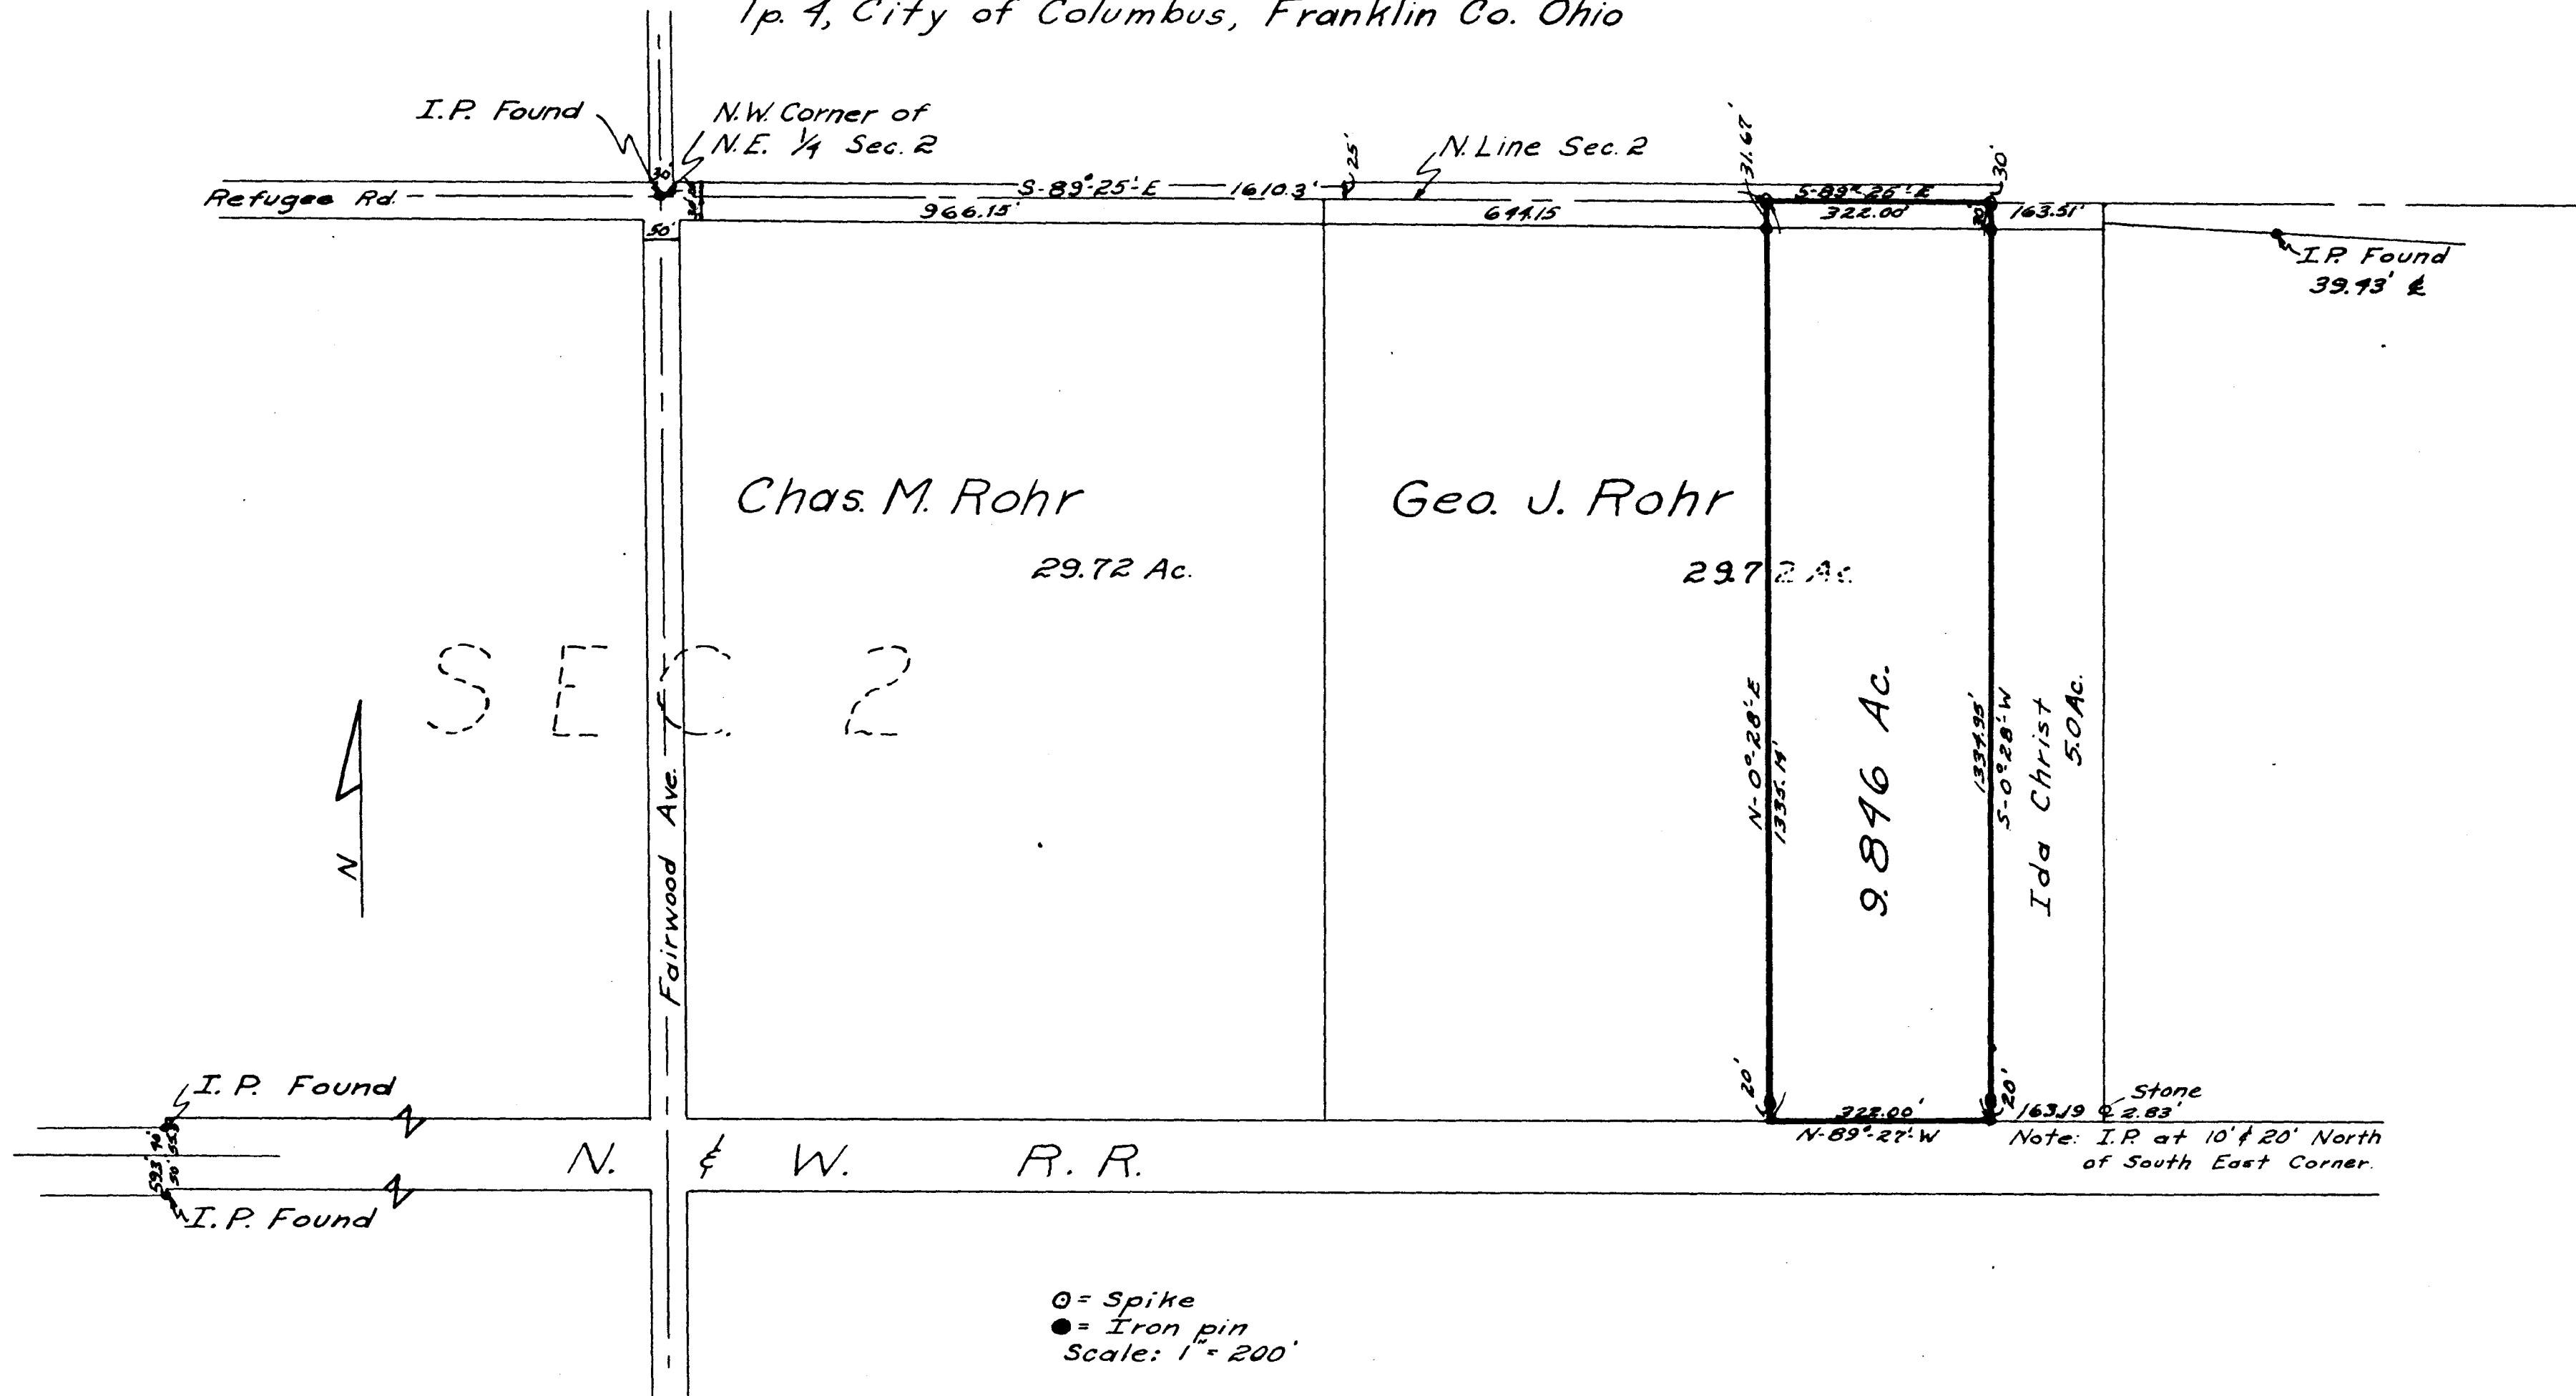 Tp. 4, City of Columbus, Franklin Co. Ohio
I.P. Found
N.W. Corner of
N.E. 1/4 Sec. 2
25'
N. Line Sec. 2
31.67'
30'
30'
Refugee Rd.
S-89°-25'-E 1610.3'
966.15'
644.15
S-89°-25'-E
322.00'
163.51'
50'
I.P. Found
39.43' ℄
Chas. M. Rohr
29.72 Ac.
Geo. J. Rohr
29.72 Ac.
SEC. 2
N
Fairwood Ave.
N-0°-28'-E
1335.14'
9.846 Ac.
1334.95'
S-0°-28'-W
Ida Christ
5.0 Ac.
I.P. Found
20'
20'
322.00'
N-89°-27'-W
163.19
Stone
2.83'
Note: I.P. at 10' & 20' North
of South East Corner.
N. & W. R.R.
50'
I.P. Found
= Spike
= Iron pin
Scale: 1" = 200'